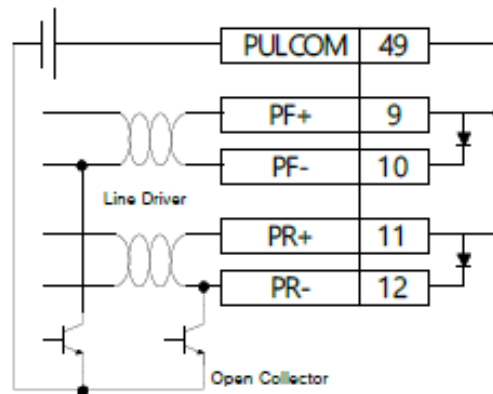 PULCOM 49
PF+ 9
PF- 10
Line Driver
PR+ 11
PR- 12
Open Collector